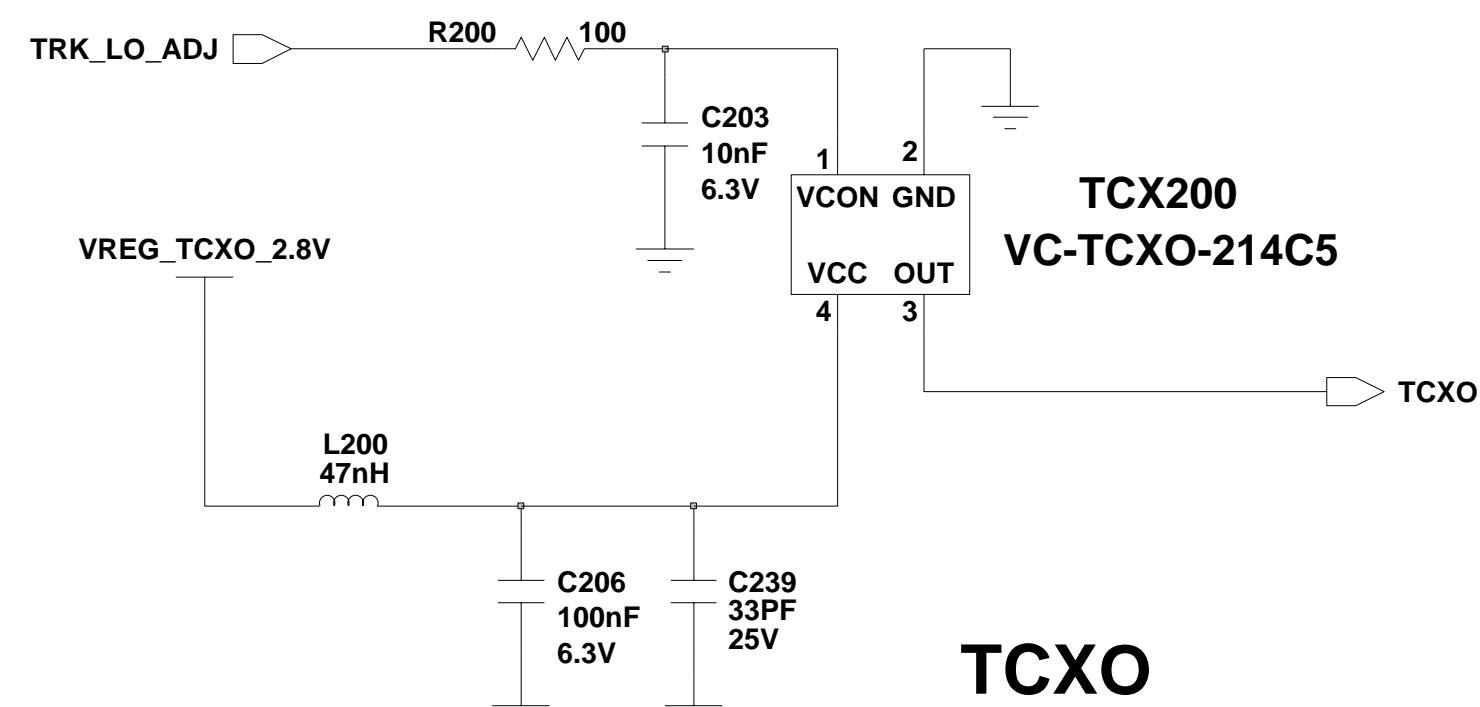 TRK_LO_ADJ
R200 100
C203
10nF
6.3V
1 2
VCON GND
VCC OUT
4 3
TCX200
VC-TCXO-214C5
VREG_TCXO_2.8V
TCXO
L200
47nH
C206
100nF
6.3V
C239
33PF
25V
TCXO